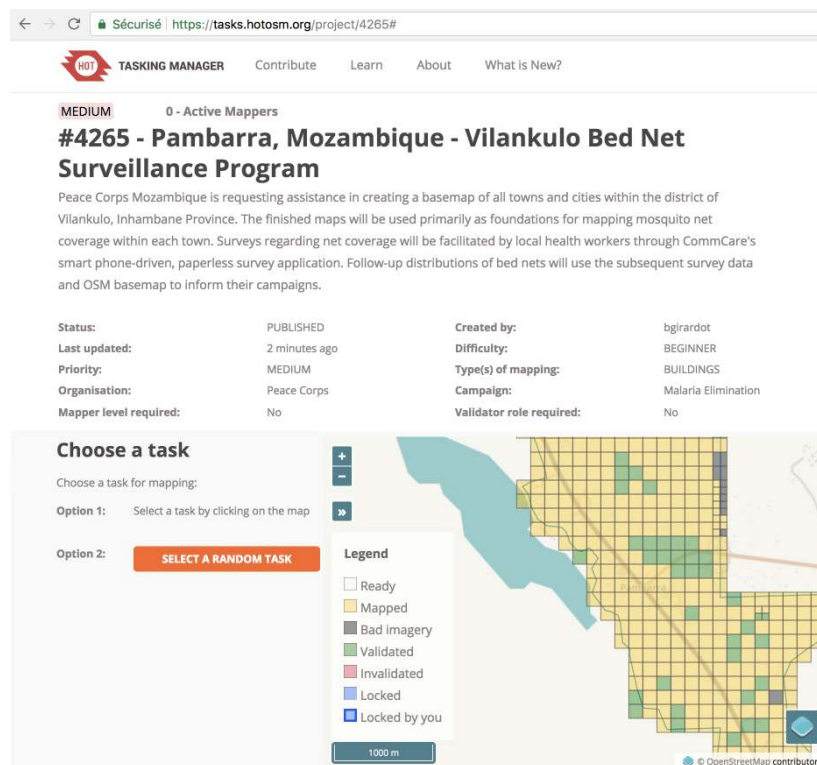 Sécurisé https://tasks.hotosm.org/project/4265#
HOT TASKING MANAGER Contribute Learn About What is New?
MEDIUM 0 - Active Mappers
#4265 - Pambarra, Mozambique - Vilankulo Bed Net
Surveillance Program
Peace Corps Mozambique is requesting assistance in creating a basemap of all towns and cities within the district of
Vilankulo, Inhambane Province. The finished maps will be used primarily as foundations for mapping mosquito net
coverage within each town. Surveys regarding net coverage will be facilitated by local health workers through CommCare's
smart phone-driven, paperless survey application. Follow-up distributions of bed nets will use the subsequent survey data
and OSM basemap to inform their campaigns.
Status: PUBLISHED Created by: bgirardot
Last updated: 2 minutes ago Difficulty: BEGINNER
Priority: MEDIUM Type(s) of mapping: BUILDINGS
Organisation: Peace Corps Campaign: Malaria Elimination
Mapper level required: No Validator role required: No
Choose a task
Choose a task for mapping:
Option 1: Select a task by clicking on the map
Option 2: SELECT A RANDOM TASK
+
−
»
Legend
Ready
Mapped
Bad imagery
Validated
Invalidated
Locked
Locked by you
1000 m
© OpenStreetMap contributor